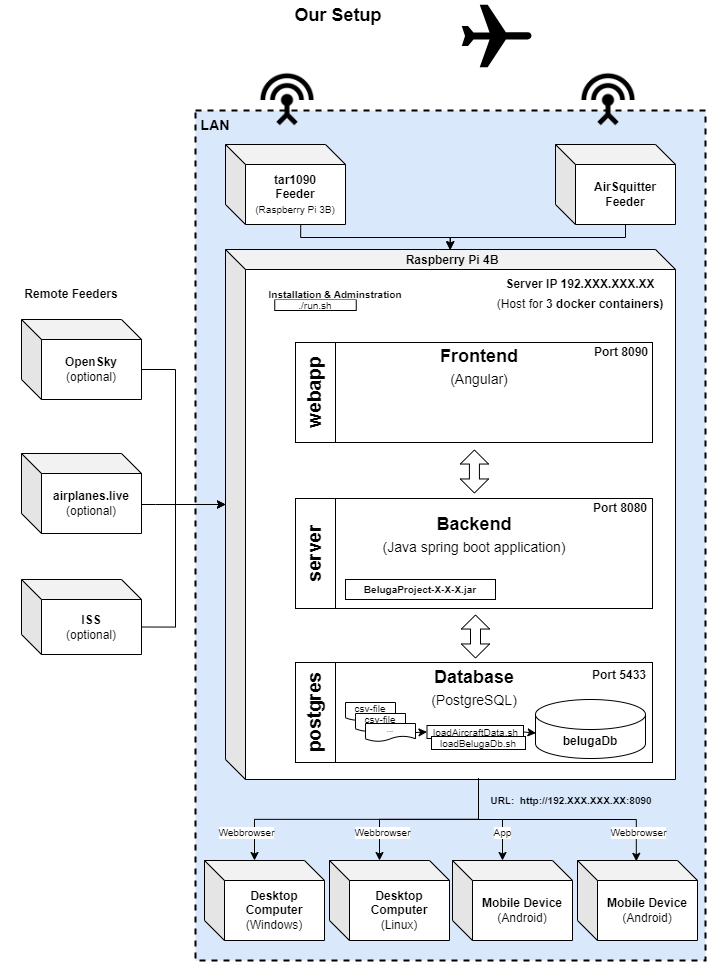 Our Setup
LAN
tar1090
Feeder
(Raspberry Pi 3B)
AirSquitter
Feeder
Raspberry Pi 4B
Server IP 192.XXX.XXX.XX
(Host for 3 docker containers)
Installation & Adminstration
./run.sh
Remote Feeders
OpenSky
(optional)
airplanes.live
(optional)
ISS
(optional)
webapp
Frontend
(Angular)
Port 8090
server
Backend
(Java spring boot application)
Port 8080
BelugaProject-X-X-X.jar
postgres
Database
(PostgreSQL)
Port 5433
csv-file
csv-file
...
loadAircraftData.sh
loadBelugaDb.sh
belugaDb
URL: http://192.XXX.XXX.XX:8090
Webbrowser
Webbrowser
App
Webbrowser
Desktop
Computer
(Windows)
Desktop
Computer
(Linux)
Mobile Device
(Android)
Mobile Device
(Android)